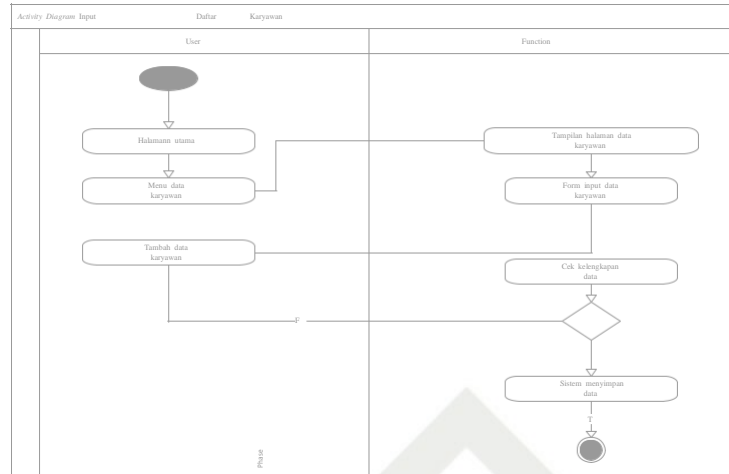 Activity Diagram Input Daftar Karyawan
User
Function
Halamann utama
Tampilan halaman data
karyawan
Menu data
karyawan
Form input data
karyawan
Tambah data
karyawan
Cek kelengkapan
data
F
Sistem menyimpan
data
T
Phase